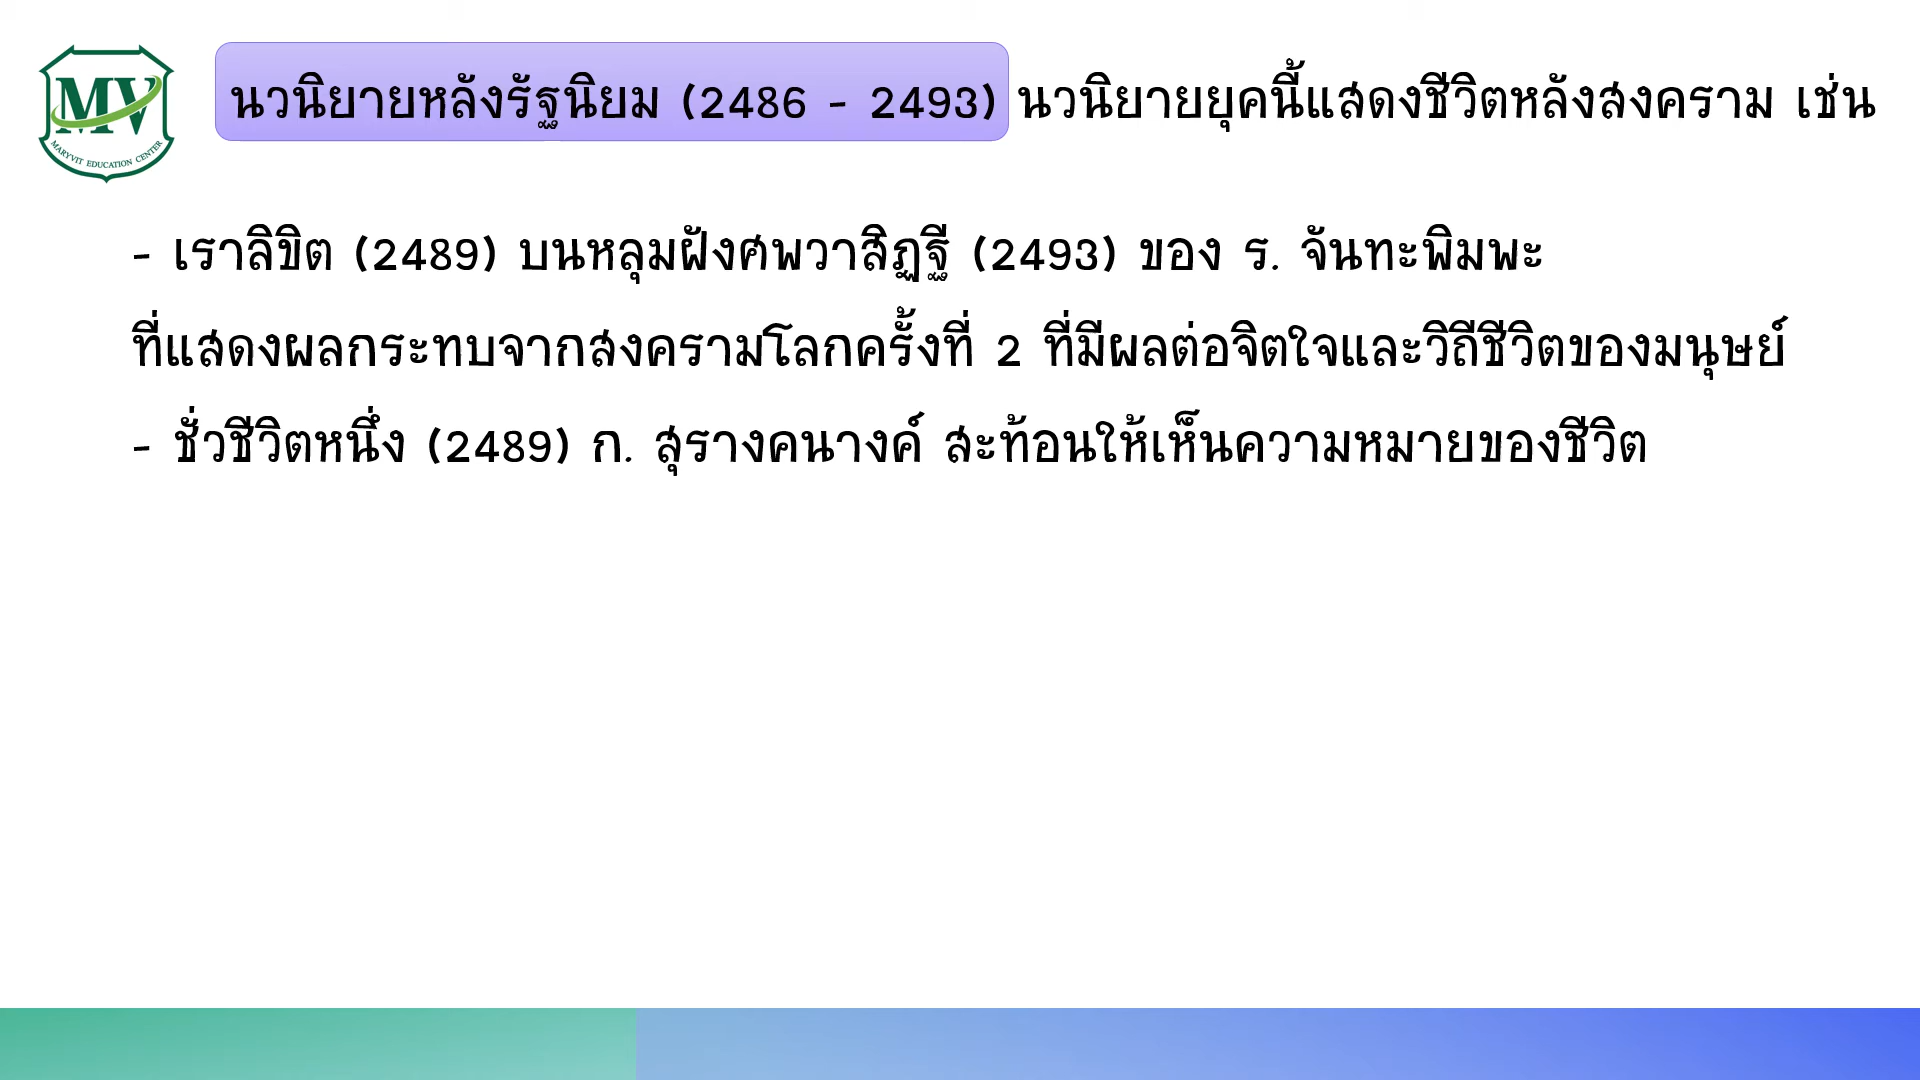 MV
MARYVIT EDUCATION CENTER
นวนิยายหลังรัฐนิยม (2486 - 2493) นวนิยายยุคนี้แสดงชีวิตหลังสงคราม เช่น
- เราลิขิต (2489) บนหลุมฝังศพวาสิฏฐี (2493) ของ ร. จันทะพิมพะ
ที่แสดงผลกระทบจากสงครามโลกครั้งที่ 2 ที่มีผลต่อจิตใจและวิถีชีวิตของมนุษย์
- ชั่วชีวิตหนึ่ง (2489) ก. สุรางคนางค์ สะท้อนให้เห็นความหมายของชีวิต